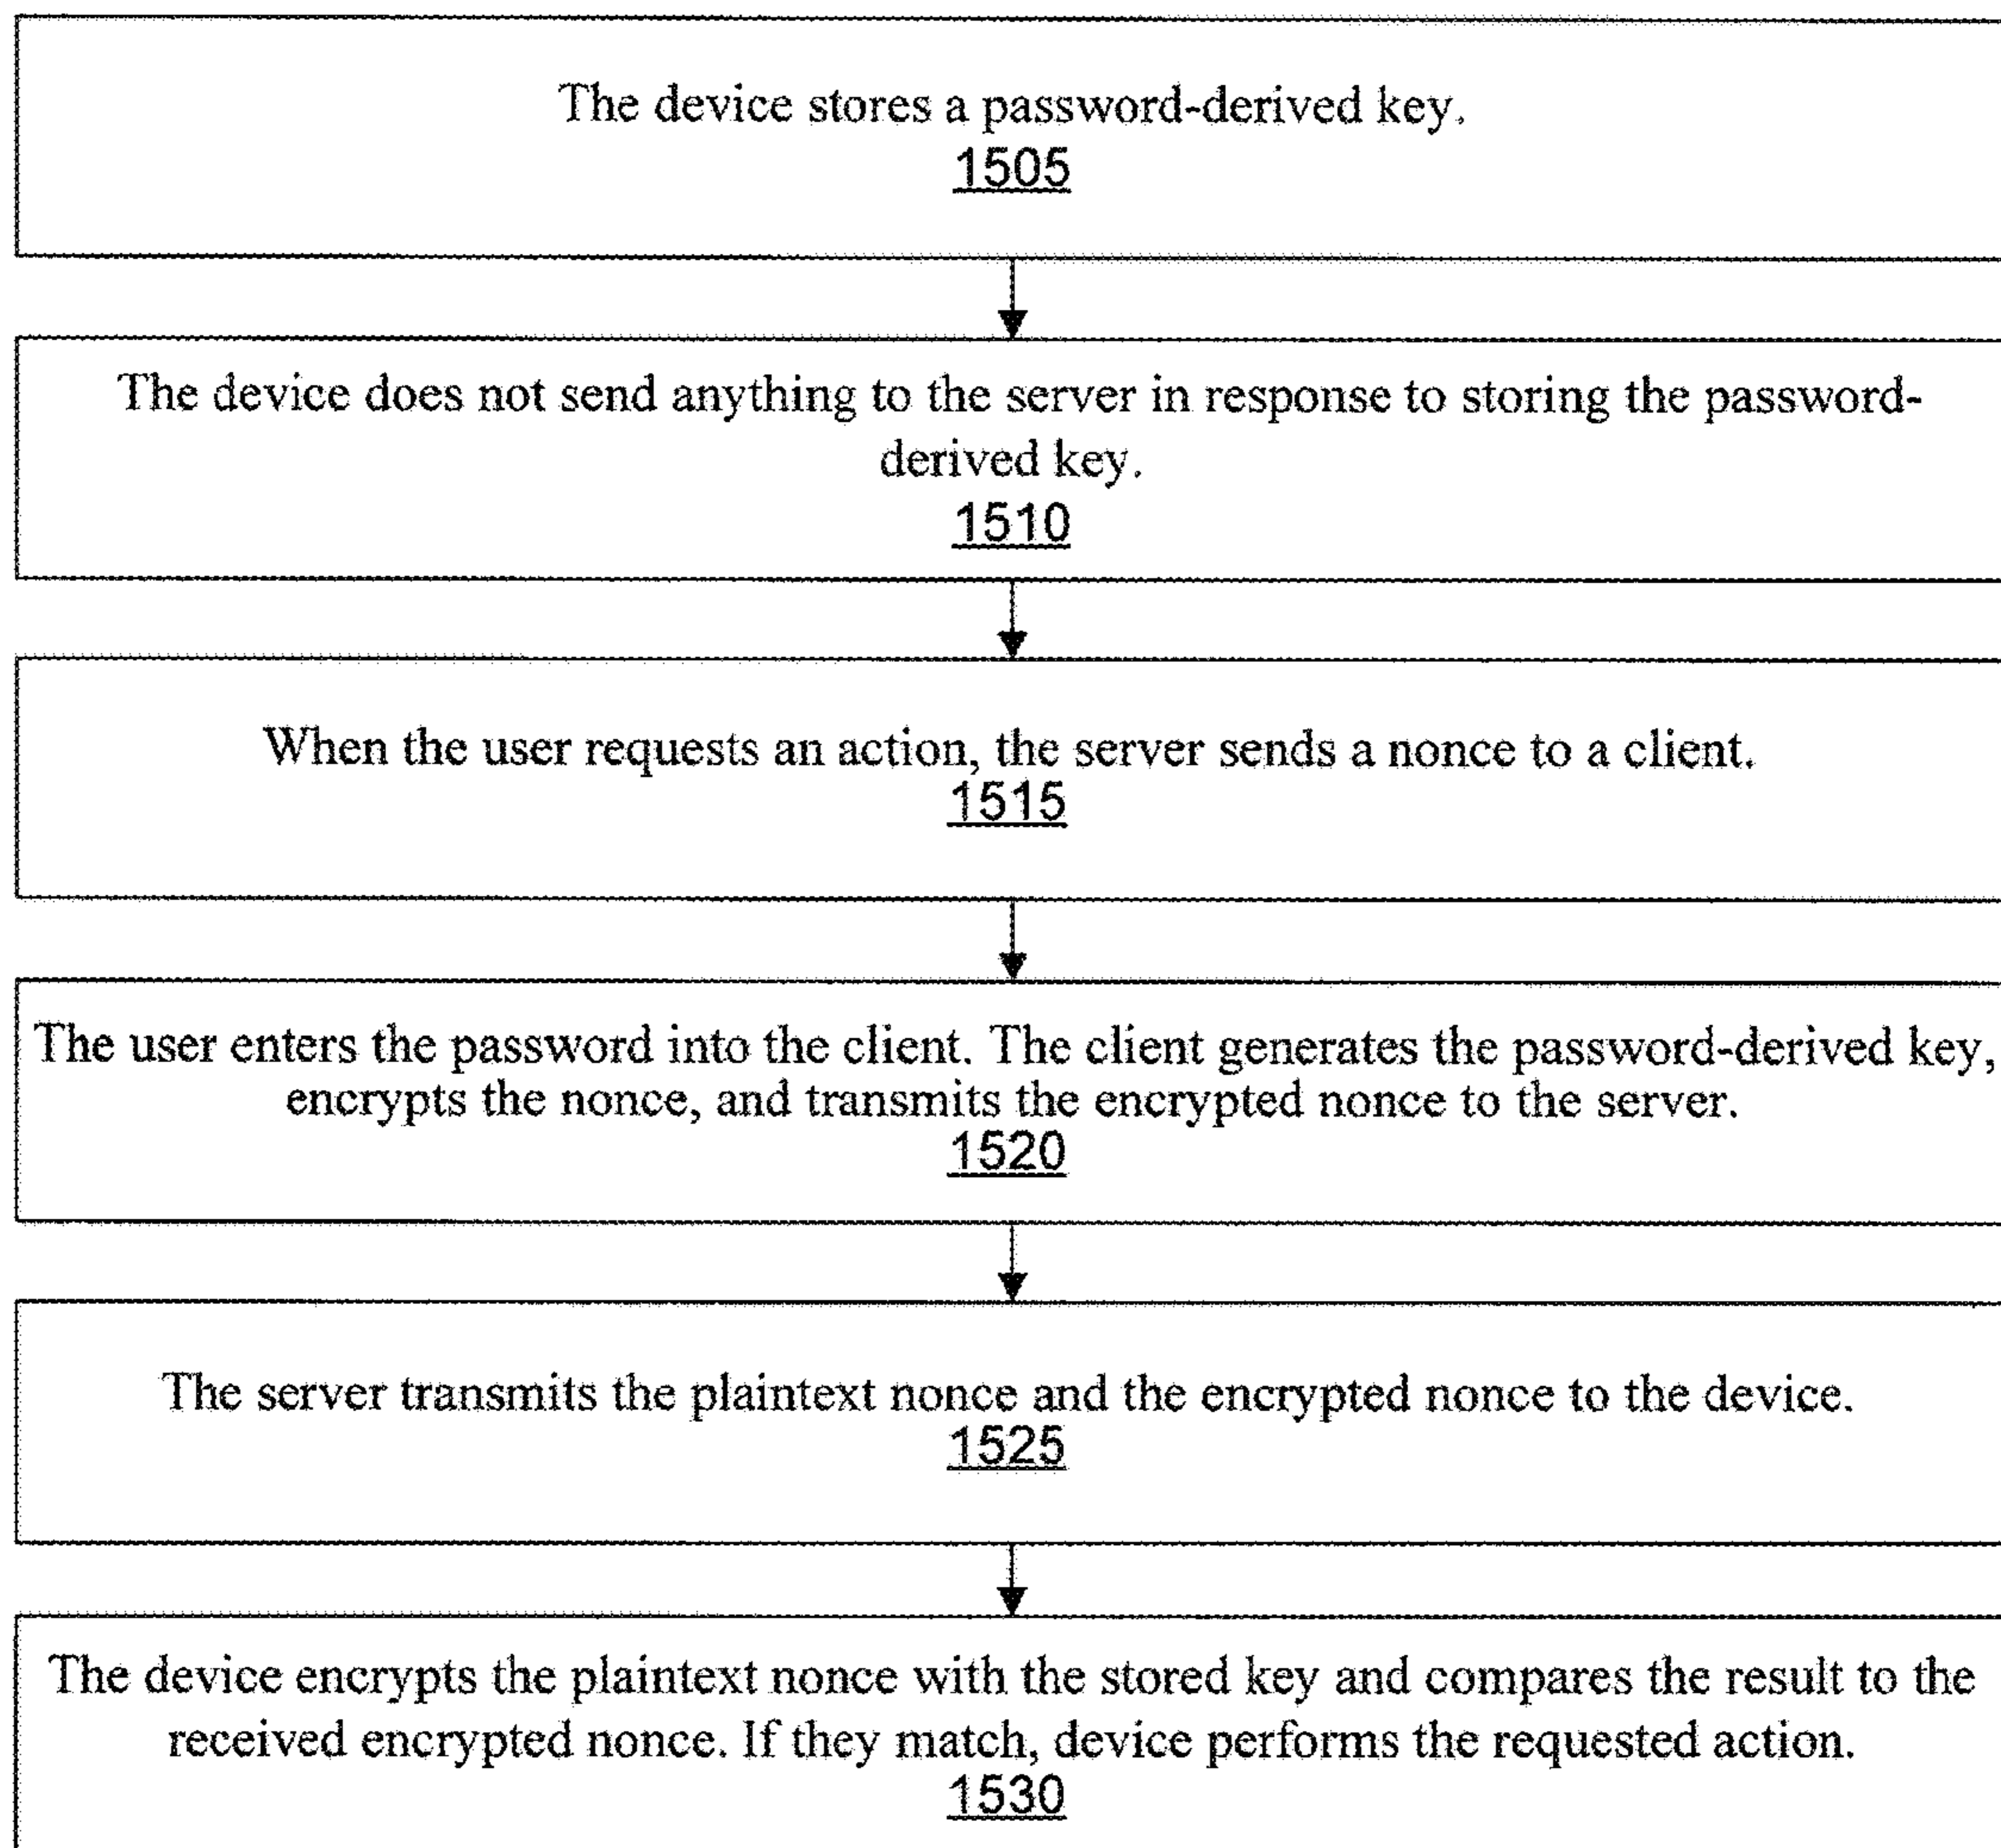 The device stores a password-derived key.
1505
The device does not send anything to the server in response to storing the password-
derived key.
1510
When the user requests an action, the server sends a nonce to a client.
1515
The user enters the password into the client. The client generates the password-derived key,
encrypts the nonce, and transmits the encrypted nonce to the server.
1520
The server transmits the plaintext nonce and the encrypted nonce to the device.
1525
The device encrypts the plaintext nonce with the stored key and compares the result to the
received encrypted nonce. If they match, device performs the requested action.
1530